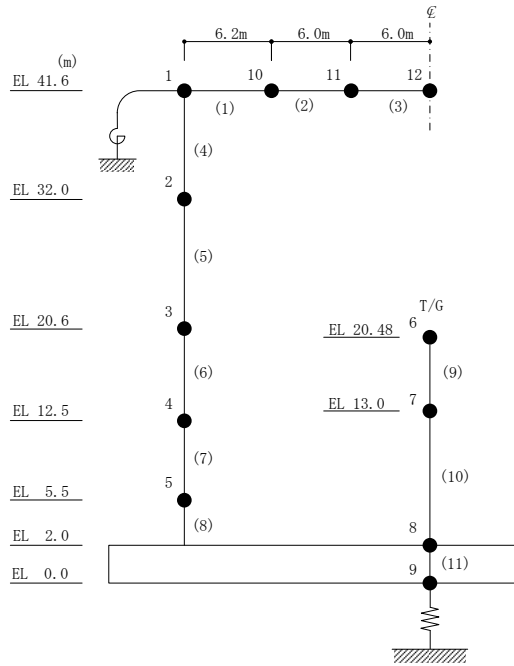 ℄
6.2m 6.0m 6.0m
(m)
EL 41.6 1 10 11 12
(1) (2) (3)
(4)
EL 32.0 2
(5)
T/G
EL 20.6 3 EL 20.48 6
(6) (9)
EL 12.5 4 EL 13.0 7
(7) (10)
EL 5.5 5
(8)
EL 2.0 8
(11)
EL 0.0 9